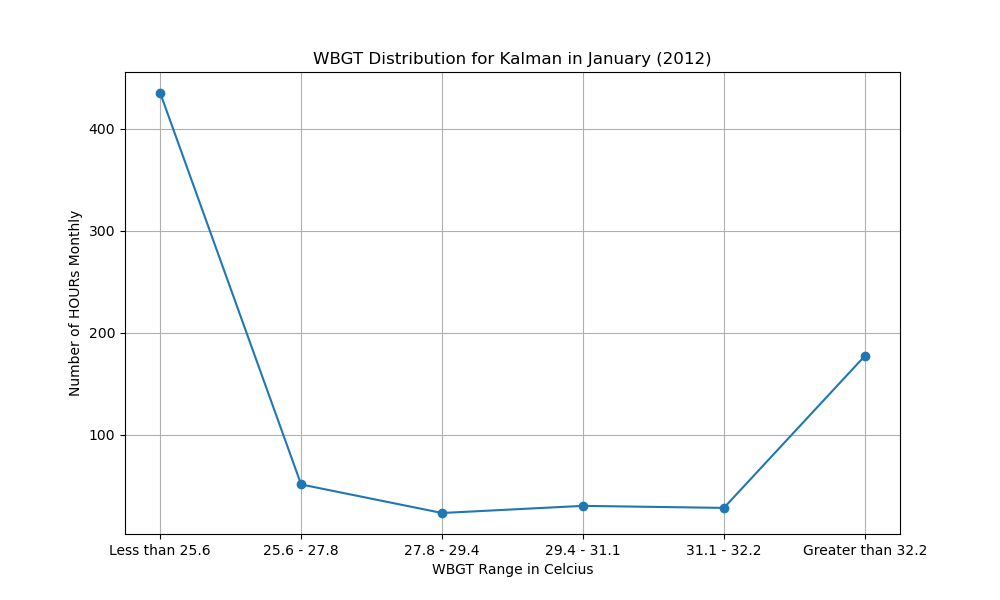 WBGT Distribution for Kalman in January (2012)
Number of HOURs Monthly
400
300
200
100
Less than 25.6
25.6 - 27.8
27.8 - 29.4
29.4 - 31.1
31.1 - 32.2
Greater than 32.2
WBGT Range in Celcius